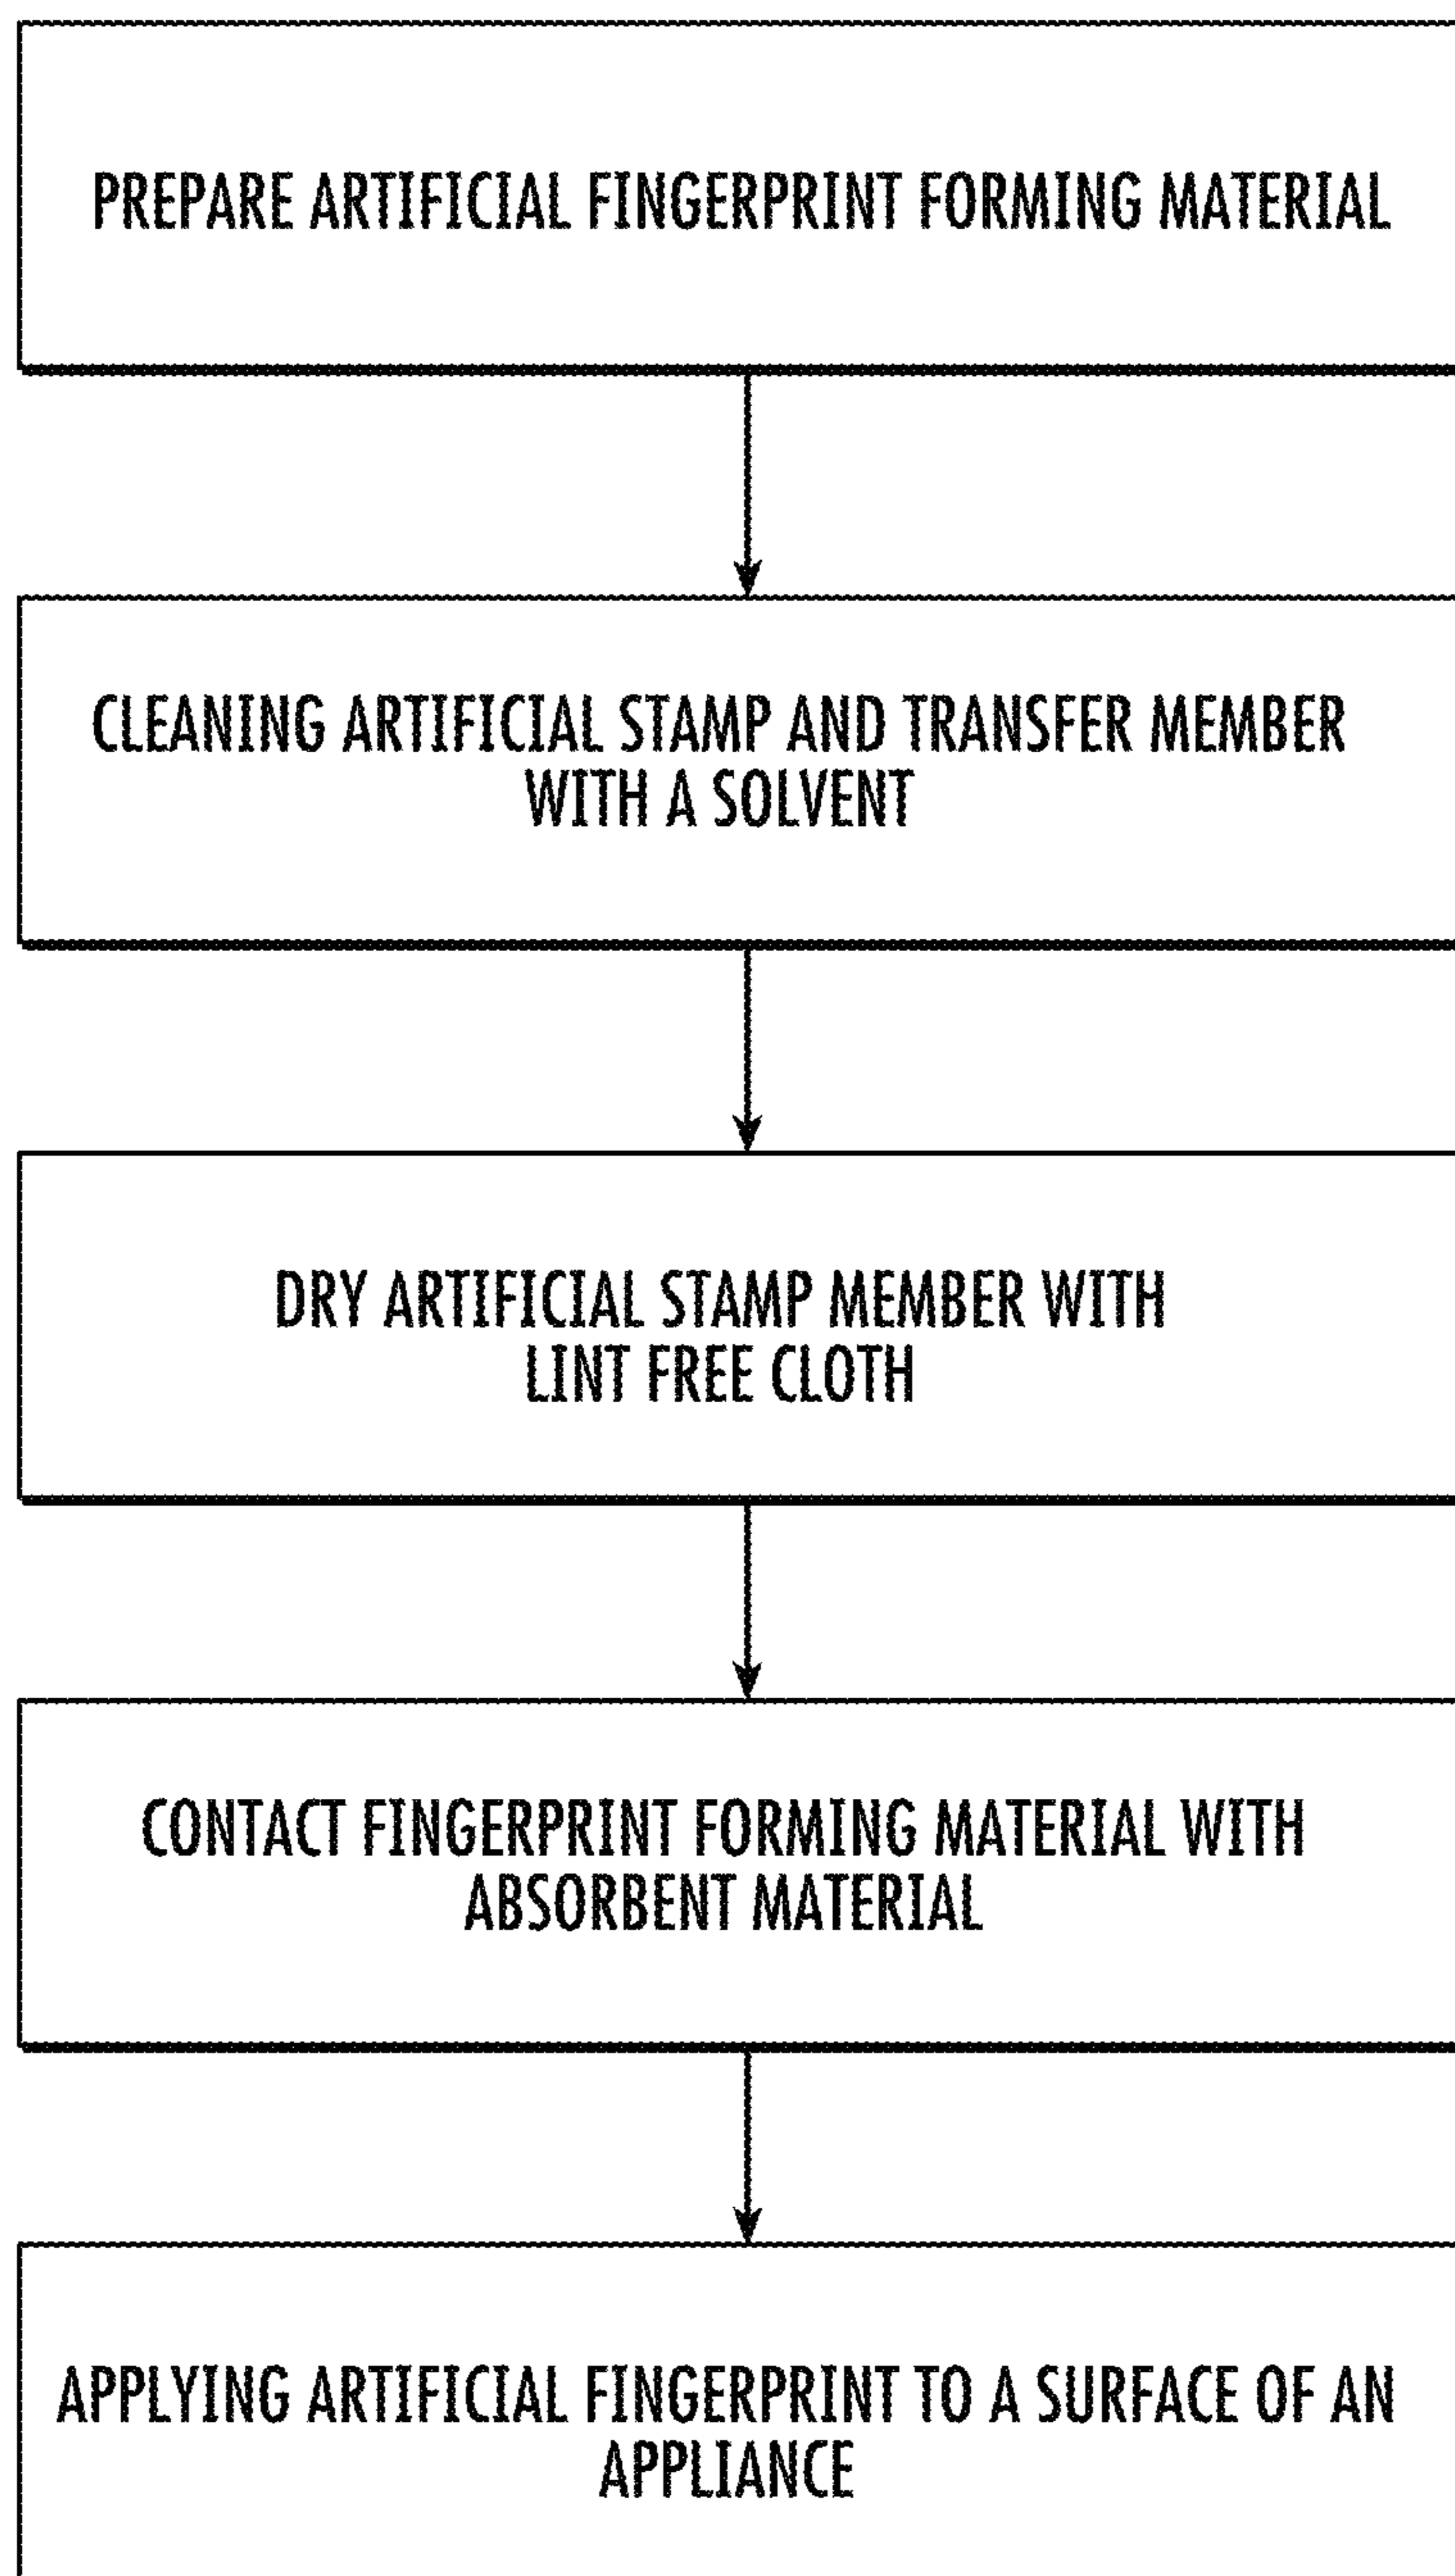 PREPARE ARTIFICIAL FINGERPRINT FORMING MATERIAL
CLEANING ARTIFICIAL STAMP AND TRANSFER MEMBER
WITH A SOLVENT
DRY ARTIFICIAL STAMP MEMBER WITH
LINT FREE CLOTH
CONTACT FINGERPRINT FORMING MATERIAL WITH
ABSORBENT MATERIAL
APPLYING ARTIFICIAL FINGERPRINT TO A SURFACE OF AN
APPLIANCE